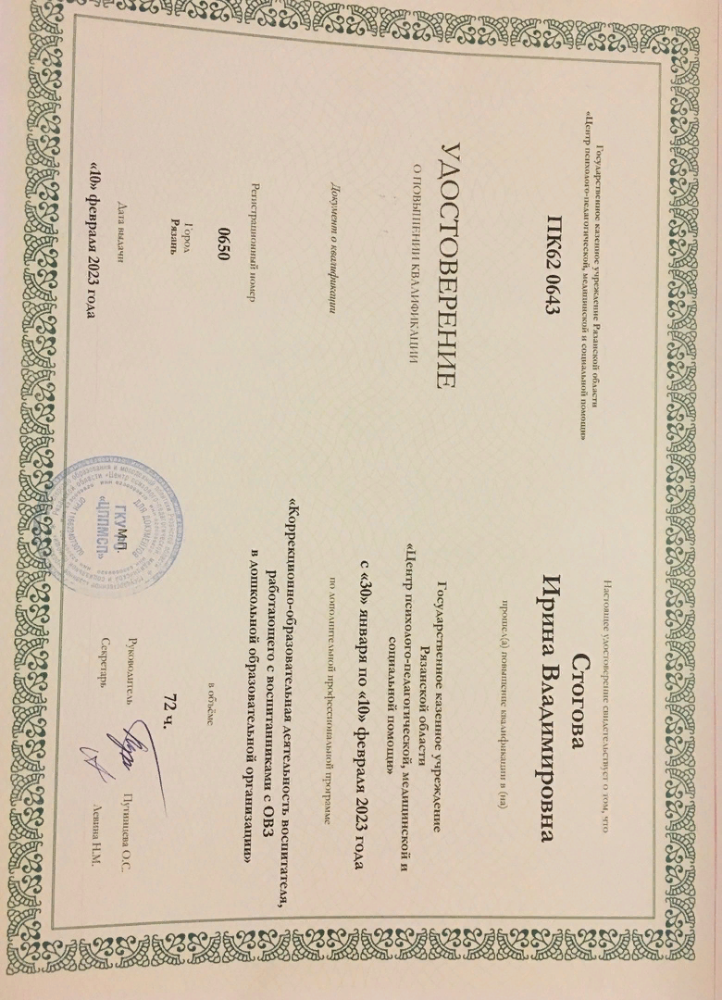 Государственное казенное учреждение Рязанской области
«Центр психолого-педагогической, медицинской и социальной помощи»
ПК62 0643
УДОСТОВЕРЕНИЕ
О ПОВЫШЕНИИ КВАЛИФИКАЦИИ
Документ о квалификации
Регистрационный номер
0650
Город
Рязань
Дата выдачи
«10» февраля 2023 года
Настоящее удостоверение свидетельствует о том, что
Стогова
Ирина Владимировна
прошел(а) повышение квалификации в (на)
Государственное казенное учреждение
Рязанской области
«Центр психолого-педагогической, медицинской и
социальной помощи»
с «30» января по «10» февраля 2023 года
по дополнительной профессиональной программе
«Коррекционно-образовательная деятельность воспитателя,
работающего с воспитанниками с ОВЗ
в дошкольной образовательной организации»
в объёме
72 ч.
Руководитель Путинцева О.С.
Секретарь Левина Н.М.
М.П.
ДЛЯ ДОКУМЕНТОВ
ГКУ
«ЦППМСП»